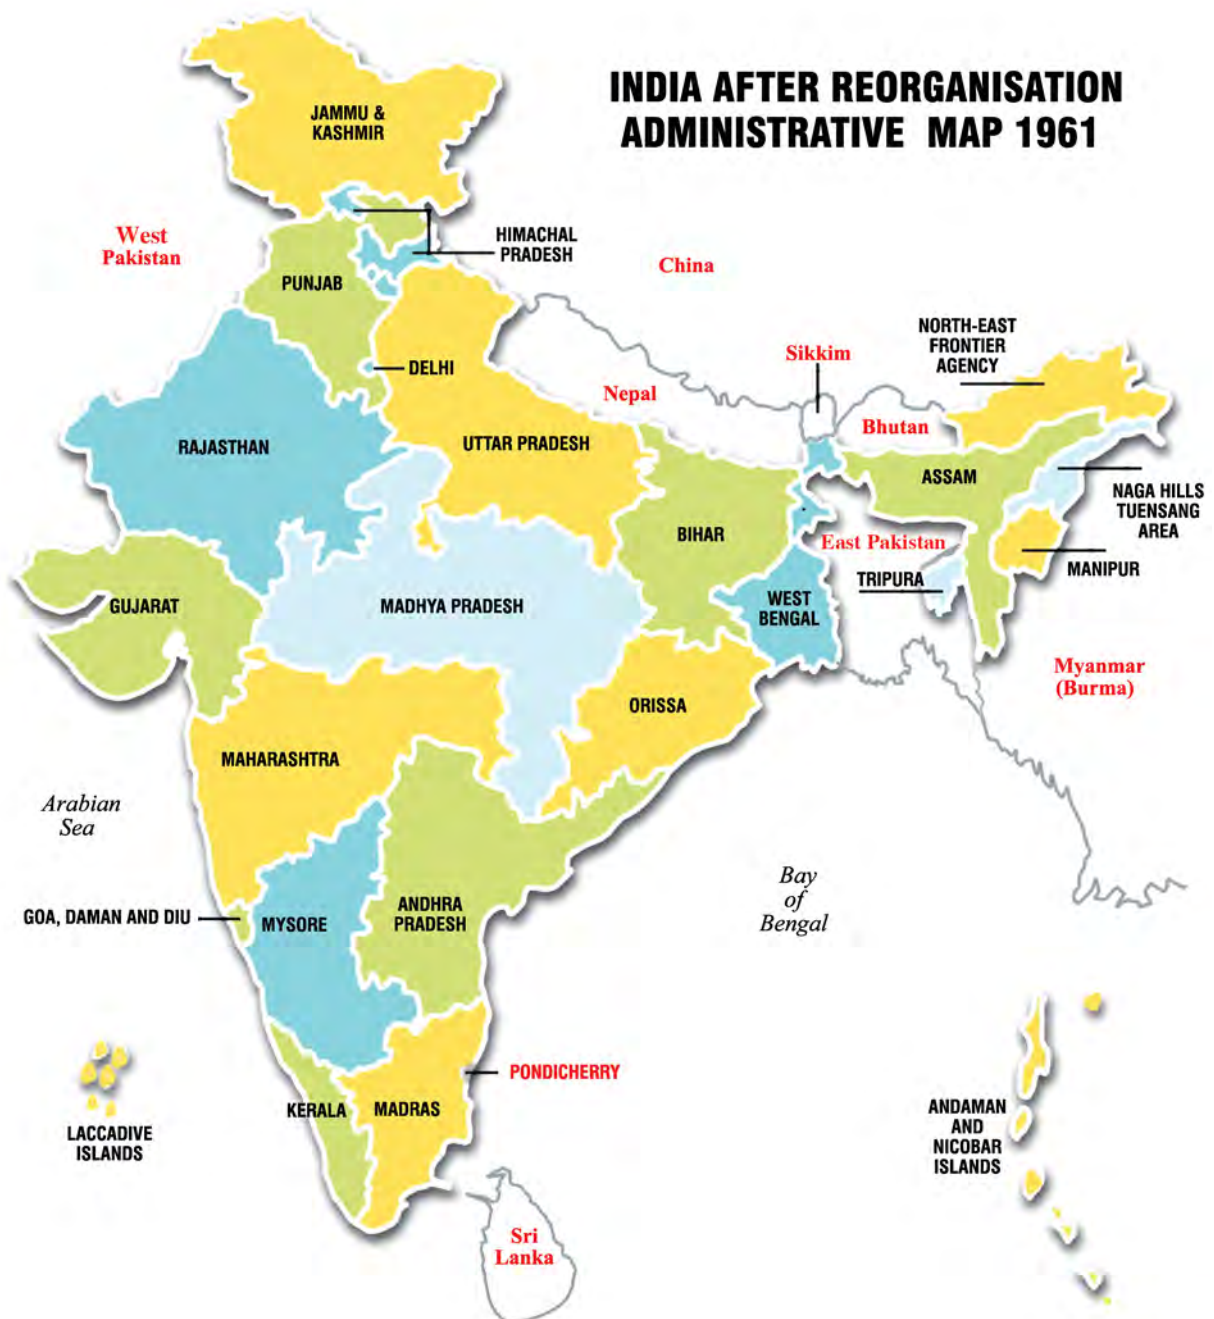 INDIA AFTER REORGANISATION
ADMINISTRATIVE MAP 1961
JAMMU &
KASHMIR
West
Pakistan
HIMACHAL
PRADESH
China
PUNJAB
NORTH-EAST
FRONTIER
AGENCY
Sikkim
DELHI
Nepal
Bhutan
RAJASTHAN
UTTAR PRADESH
ASSAM
NAGA HILLS
TUENSANG
AREA
BIHAR
East Pakistan
MANIPUR
TRIPURA
GUJARAT
MADHYA PRADESH
WEST
BENGAL
Myanmar
(Burma)
ORISSA
MAHARASHTRA
Arabian
Sea
Bay
of
Bengal
ANDHRA
PRADESH
GOA, DAMAN AND DIU
MYSORE
PONDICHERRY
KERALA
MADRAS
LACCADIVE
ISLANDS
ANDAMAN
AND
NICOBAR
ISLANDS
Sri
Lanka